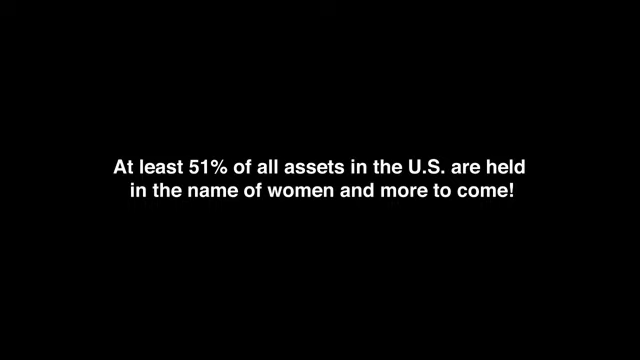 At least 51% of all assets in the U.S. are held
in the name of women and more to come!